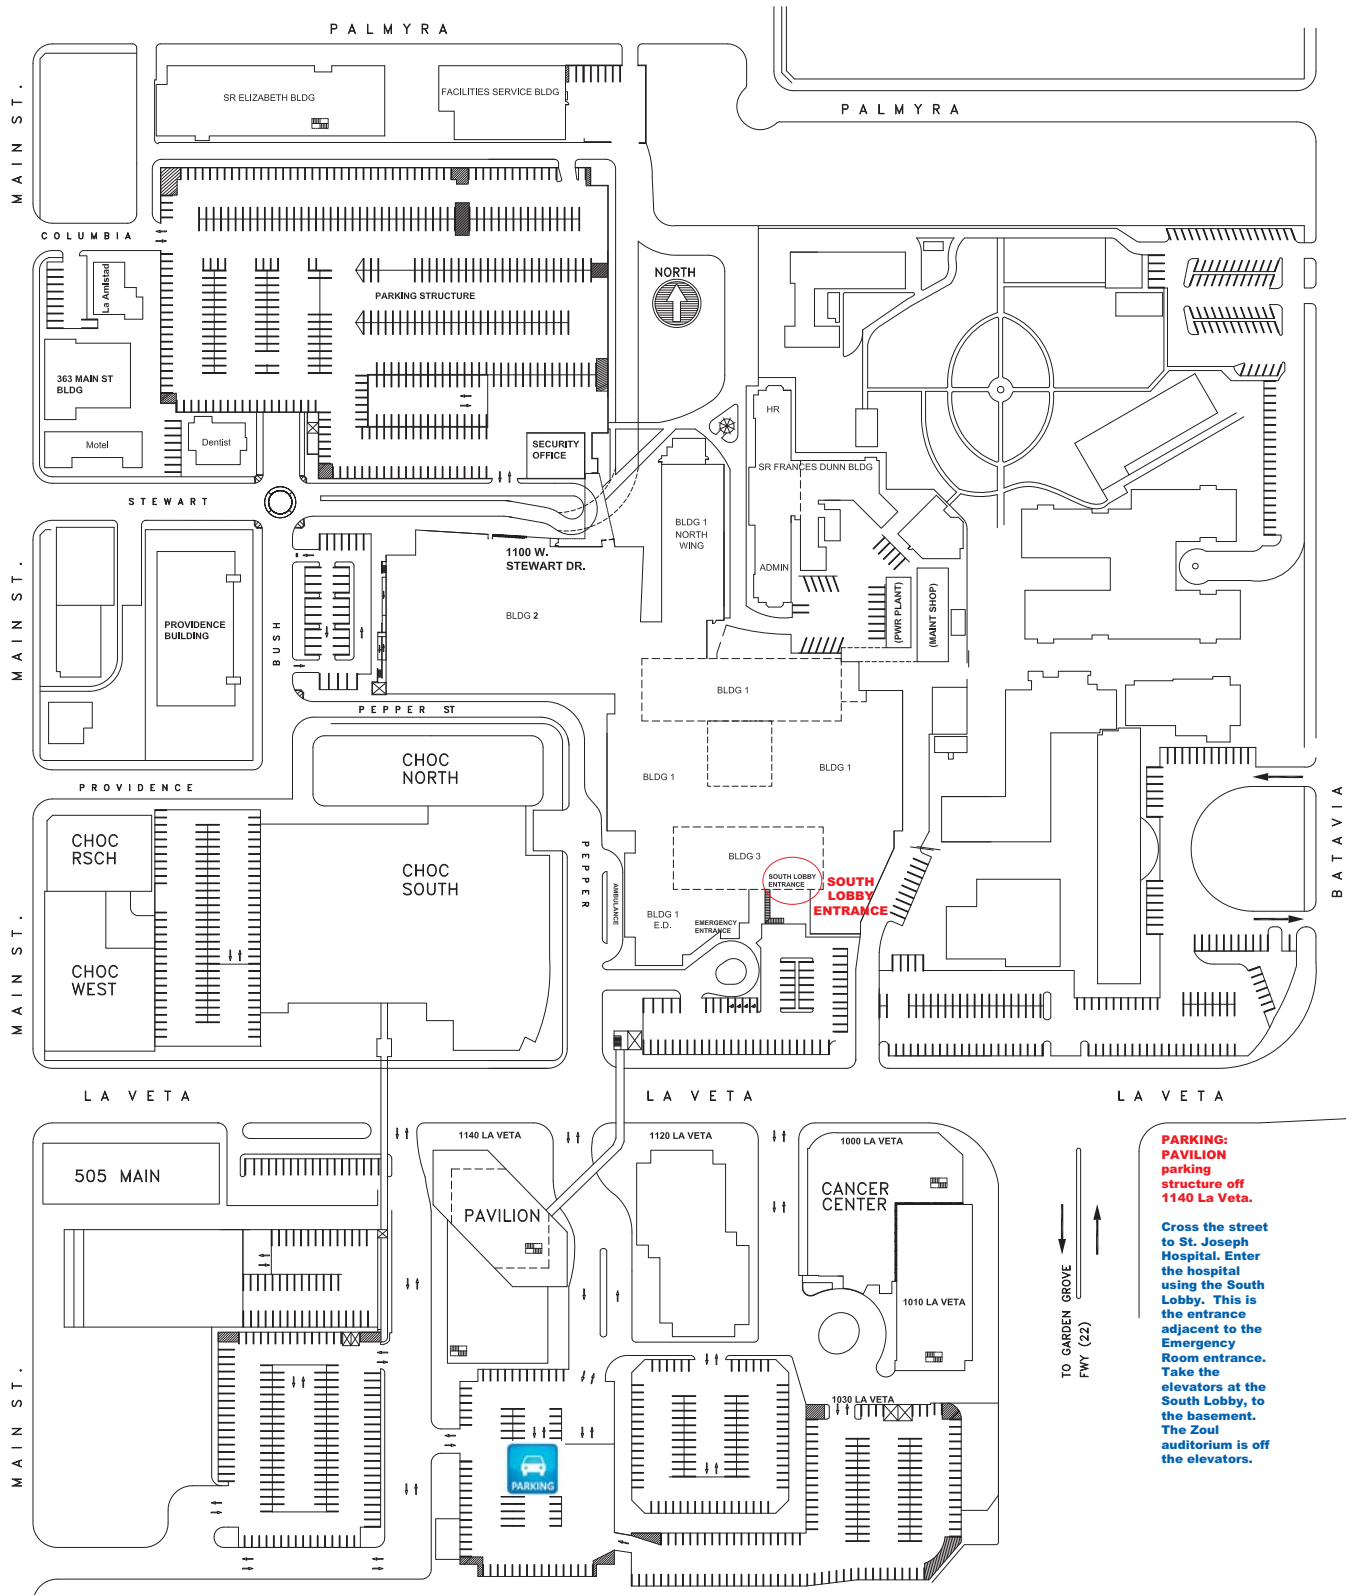 PALMYRA
PALMYRA
MAIN ST.
SR ELIZABETH BLDG
FACILITIES SERVICE BLDG
COLUMBIA
La Amistad
PARKING STRUCTURE
NORTH
363 MAIN ST
BLDG
Motel
Dentist
SECURITY
OFFICE
HR
SR FRANCES DUNN BLDG
STEWART
BLDG 1
NORTH
WING
1100 W.
STEWART DR.
ADMIN
MAIN ST.
PROVIDENCE
BUILDING
BUSH
BLDG 2
(PWR PLANT)
(MAINT SHOP)
BLDG 1
PEPPER ST
CHOC
NORTH
BLDG 1
BLDG 1
PROVIDENCE
BATAVIA
CHOC
RSCH
CHOC
SOUTH
PEPPER
BLDG 3
SOUTH LOBBY
ENTRANCE
SOUTH
LOBBY
ENTRANCE
AMBULANCE
BLDG 1
E.D.
EMERGENCY
ENTRANCE
MAIN ST.
CHOC
WEST
LA VETA
LA VETA
LA VETA
1140 LA VETA
1120 LA VETA
1000 LA VETA
505 MAIN
PAVILION
CANCER
CENTER
1010 LA VETA
TO GARDEN GROVE
FWY (22)
PARKING:
PAVILION
parking
structure off
1140 La Veta.
Cross the street
to St. Joseph
Hospital. Enter
the hospital
using the South
Lobby. This is
the entrance
adjacent to the
Emergency
Room entrance.
Take the
elevators at the
South Lobby, to
the basement.
The Zoul
auditorium is off
the elevators.
MAIN ST.
1030 LA VETA
PARKING